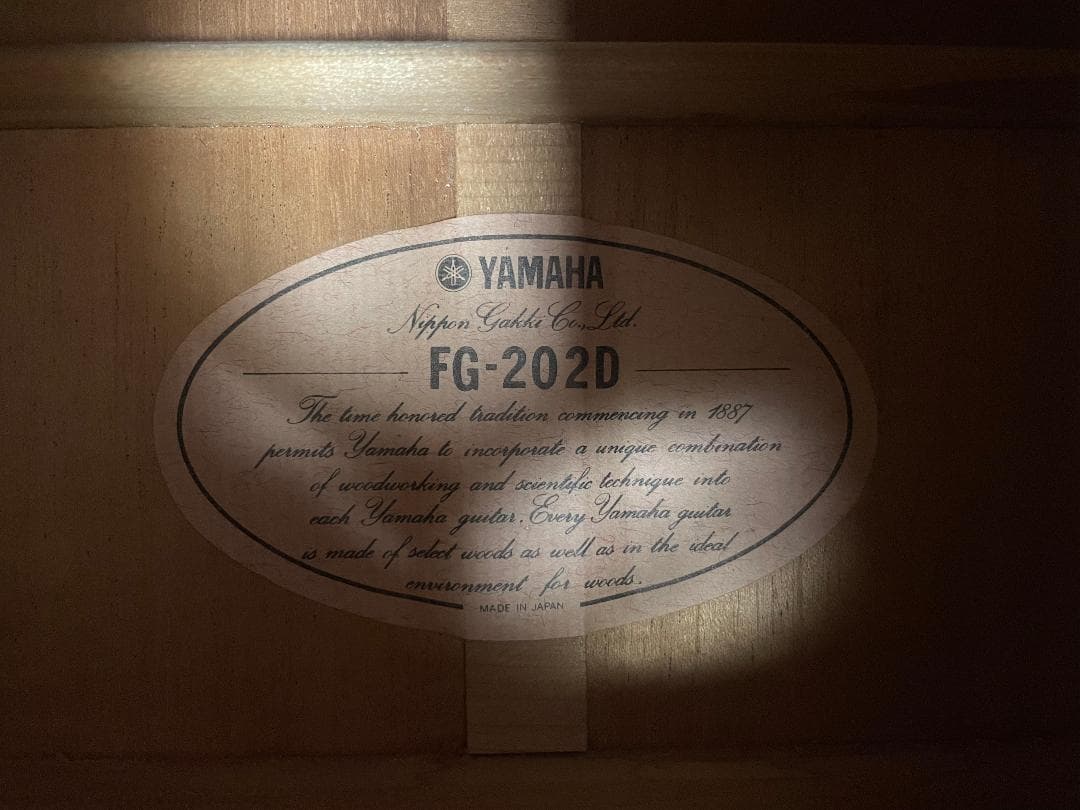 YAMAHA
Nippon Gakki Co., Ltd.
FG-202D
The time honored tradition commencing in 1887
permits Yamaha to incorporate a unique combination
of woodworking and scientific technique into
each Yamaha guitar. Every Yamaha guitar
is made of select woods as well as in the ideal
environment for woods.
MADE IN JAPAN